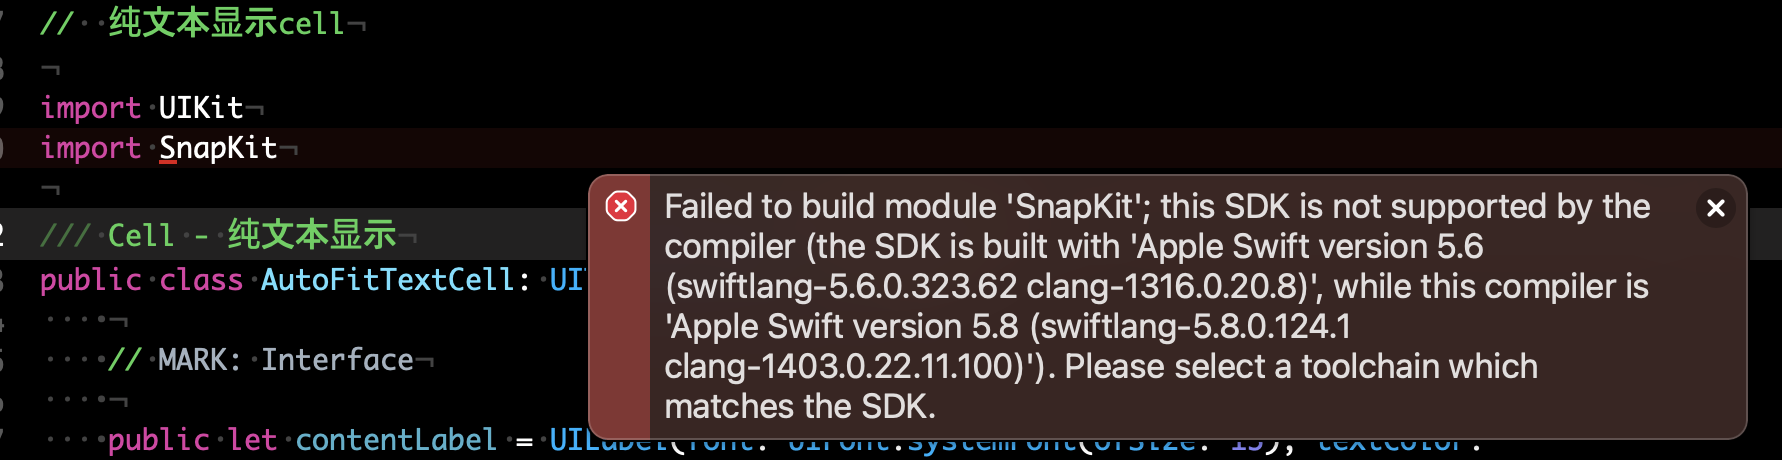 // 纯文本显示cell
import UIKit
import SnapKit
/// Cell - 纯文本显示
public class AutoFitTextCell: UI
// MARK: Interface
public let contentLabel = UILabel(font: UIFont.systemFont(ofSize: 15), textColor:
Failed to build module 'SnapKit'; this SDK is not supported by the
compiler (the SDK is built with 'Apple Swift version 5.6
(swiftlang-5.6.0.323.62 clang-1316.0.20.8)', while this compiler is
'Apple Swift version 5.8 (swiftlang-5.8.0.124.1
clang-1403.0.22.11.100)'). Please select a toolchain which
matches the SDK.